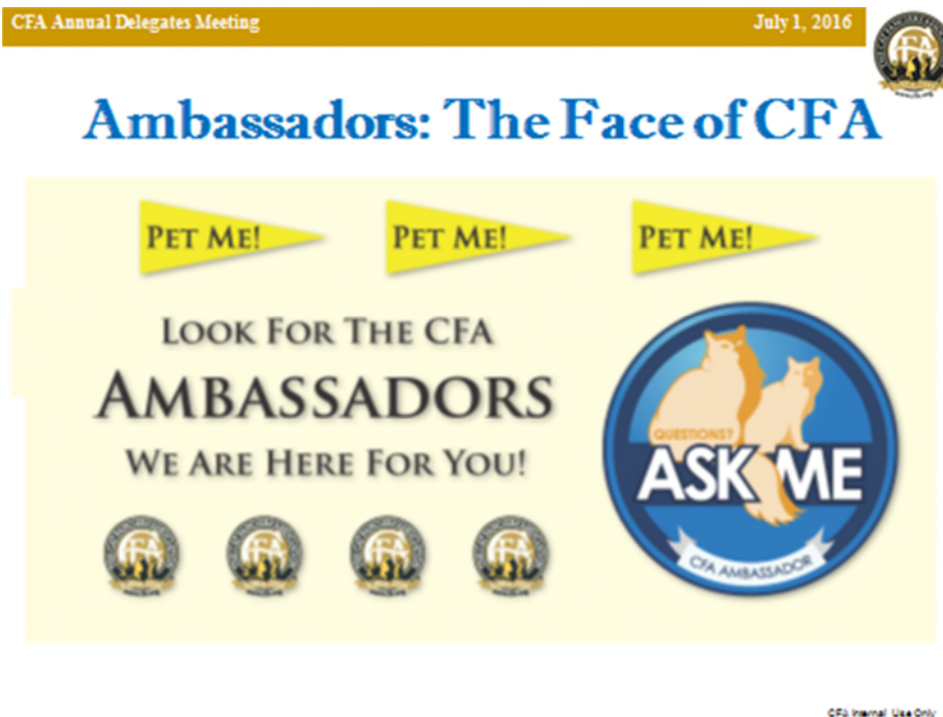 CFA Annual Delegates Meeting July 1, 2016
Ambassadors: The Face of CFA
PET ME! PET ME! PET ME!
LOOK FOR THE CFA
AMBASSADORS
WE ARE HERE FOR YOU!
QUESTIONS?
ASK ME
CFA AMBASSADOR
CFA Internal Use Only